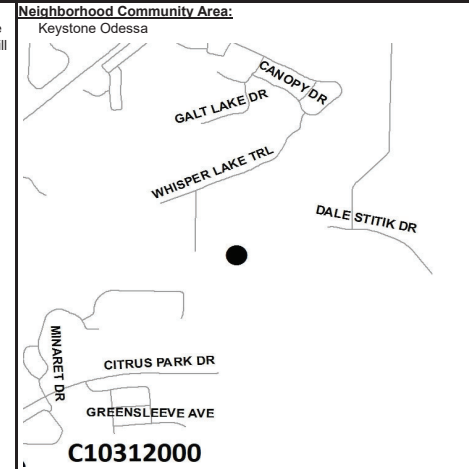 Neighborhood Community Area:
Keystone Odessa
ill
CANOPY DR
GALT LAKE DR
WHISPER LAKE TRL
DALE STITIK DR
MINARET DR
CITRUS PARK DR
GREENSLEEVE AVE
C10312000